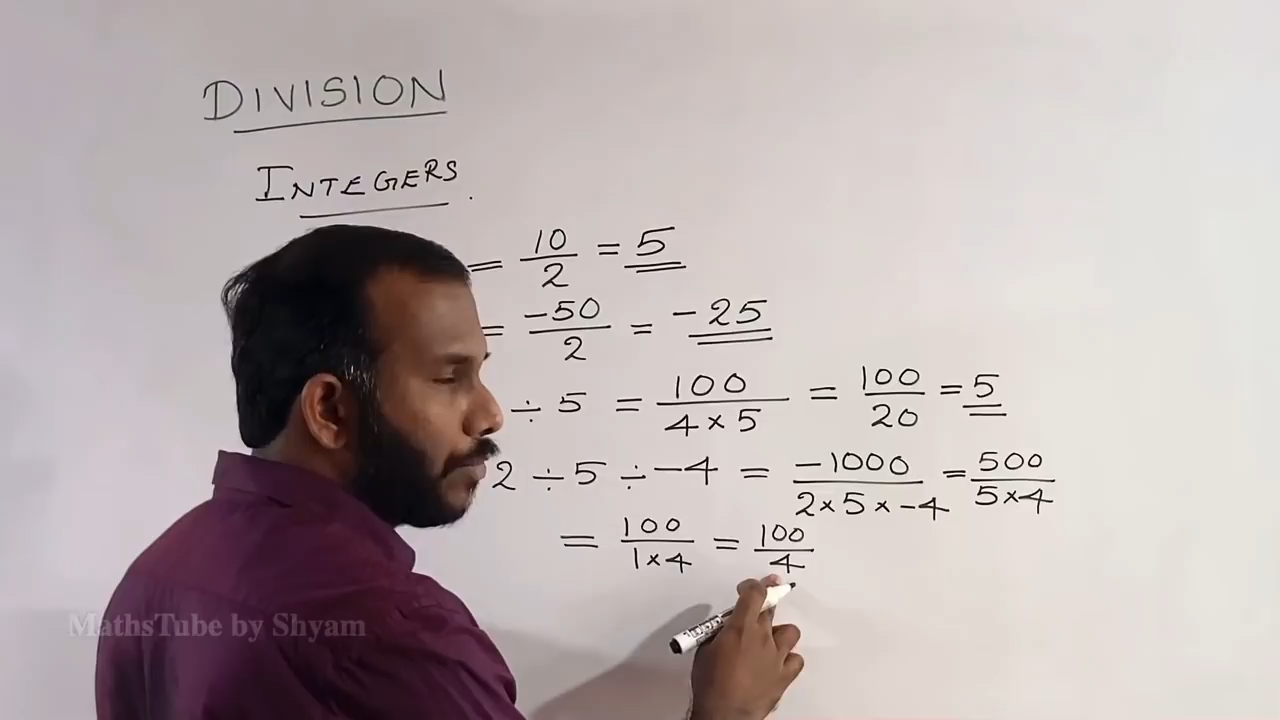 DIVISION
INTEGERS.
= 10/2 = 5
= -50/2 = -25
÷ 5 = 100/(4 × 5) = 100/20 = 5
2 ÷ 5 ÷ -4 = -1000/(2 × 5 × -4) = 500/(5 × 4)
= 100/(1 × 4) = 100/4
MathsTube by Shyam